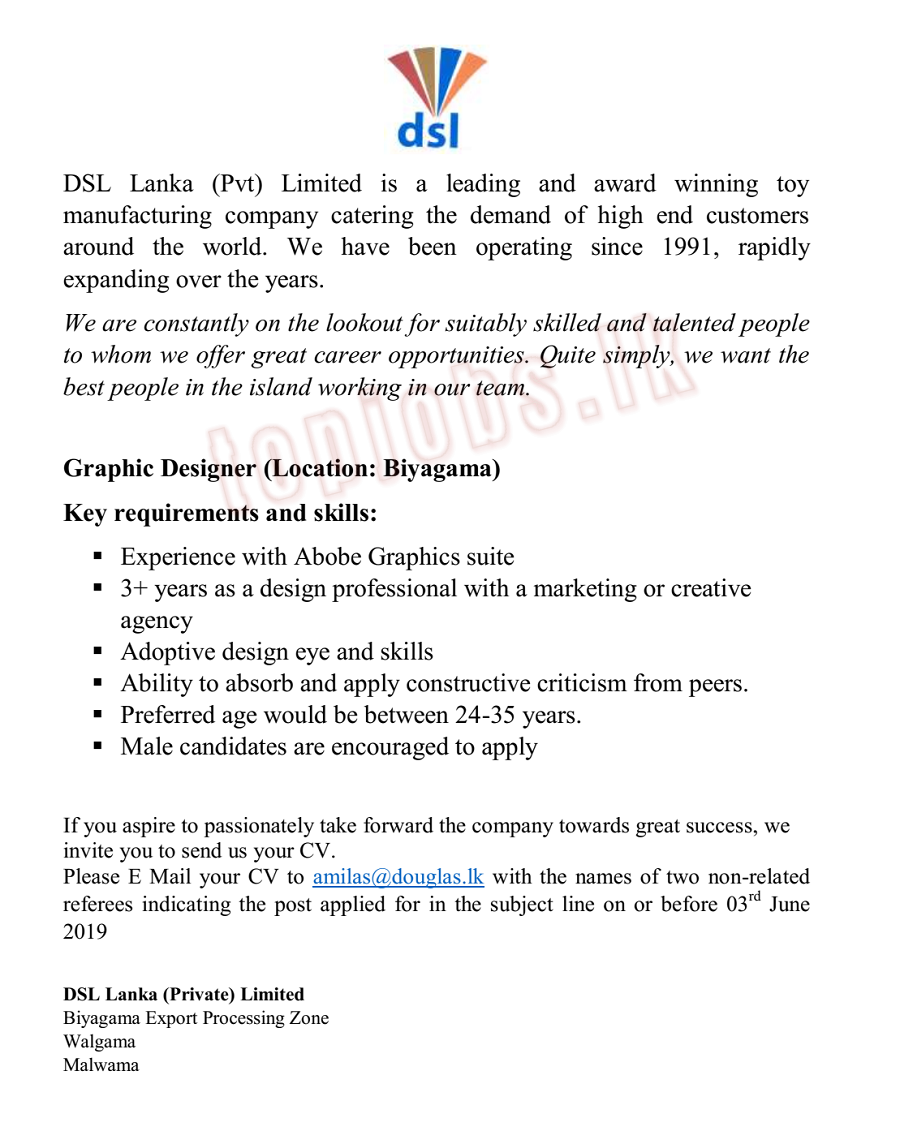 dsl
DSL Lanka (Pvt) Limited is a leading and award winning toy
manufacturing company catering the demand of high end customers
around the world. We have been operating since 1991, rapidly
expanding over the years.
We are constantly on the lookout for suitably skilled and talented people
to whom we offer great career opportunities. Quite simply, we want the
best people in the island working in our team.
topjobs.lk
Graphic Designer (Location: Biyagama)
Key requirements and skills:
▪ Experience with Abobe Graphics suite
▪ 3+ years as a design professional with a marketing or creative
agency
▪ Adoptive design eye and skills
▪ Ability to absorb and apply constructive criticism from peers.
▪ Preferred age would be between 24-35 years.
▪ Male candidates are encouraged to apply
If you aspire to passionately take forward the company towards great success, we
invite you to send us your CV.
Please E Mail your CV to amilas@douglas.lk with the names of two non-related
referees indicating the post applied for in the subject line on or before 03rd June
2019
DSL Lanka (Private) Limited
Biyagama Export Processing Zone
Walgama
Malwama